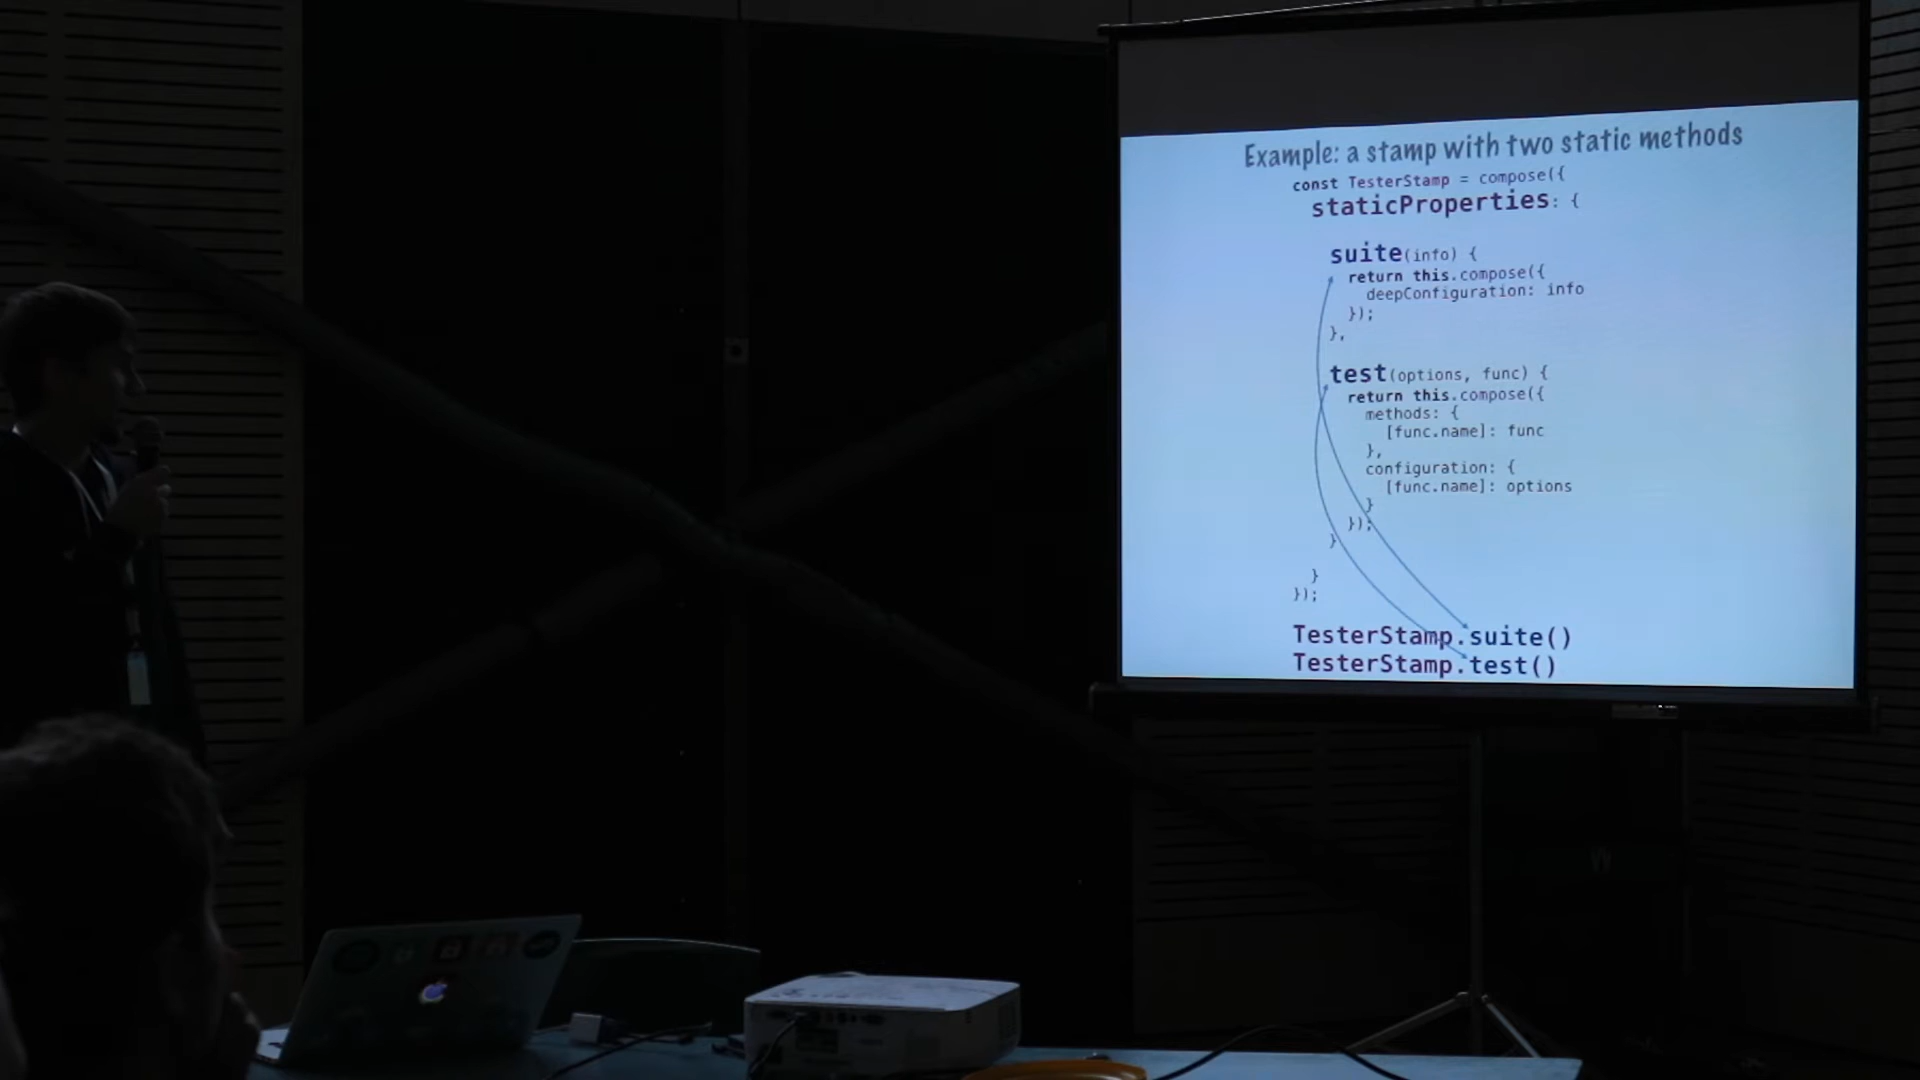 Example: a stamp with two static methods
const TesterStamp = compose({
staticProperties: {
suite(info) {
return this.compose({
deepConfiguration: info
});
},
test(options, func) {
return this.compose({
methods: {
[func.name]: func
},
configuration: {
[func.name]: options
}
});
}
}
});
TesterStamp.suite()
TesterStamp.test()